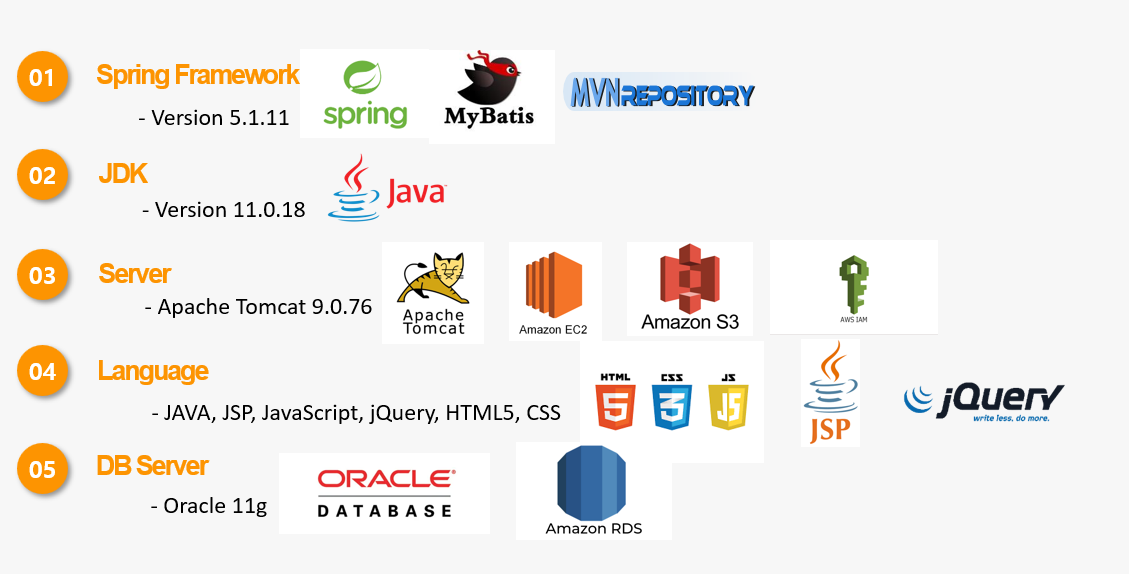 01
Spring Framework
- Version 5.1.11
spring
MyBatis
MVNREPOSITORY
02
JDK
- Version 11.0.18
Java
03
Server
- Apache Tomcat 9.0.76
Apache
Tomcat
Amazon EC2
Amazon S3
AWS IAM
04
Language
- JAVA, JSP, JavaScript, jQuery, HTML5, CSS
HTML
5
CSS
3
JS
JS
JSP
jQuery
write less, do more.
05
DB Server
- Oracle 11g
ORACLE®
DATABASE
Amazon RDS